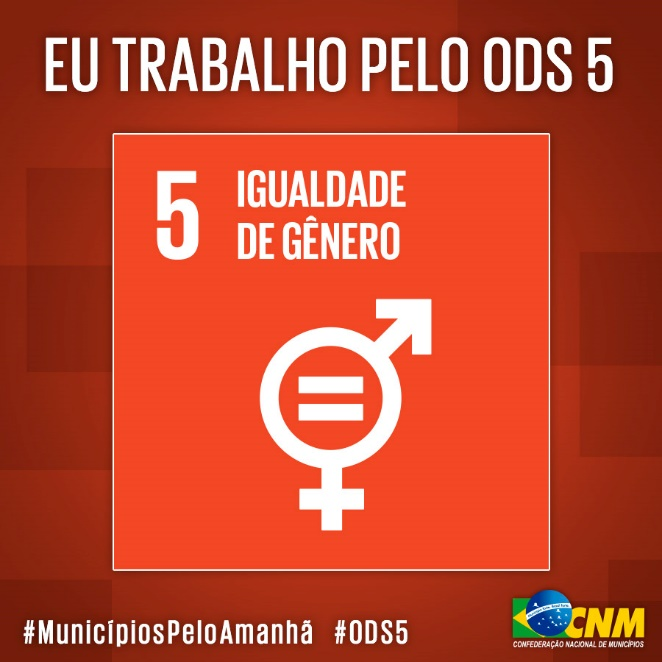 EU TRABALHO PELO ODS 5
5 IGUALDADE
DE GÊNERO
#MunicípiosPeloAmanhã #ODS5
CNM
CONFEDERAÇÃO NACIONAL DE MUNICÍPIOS